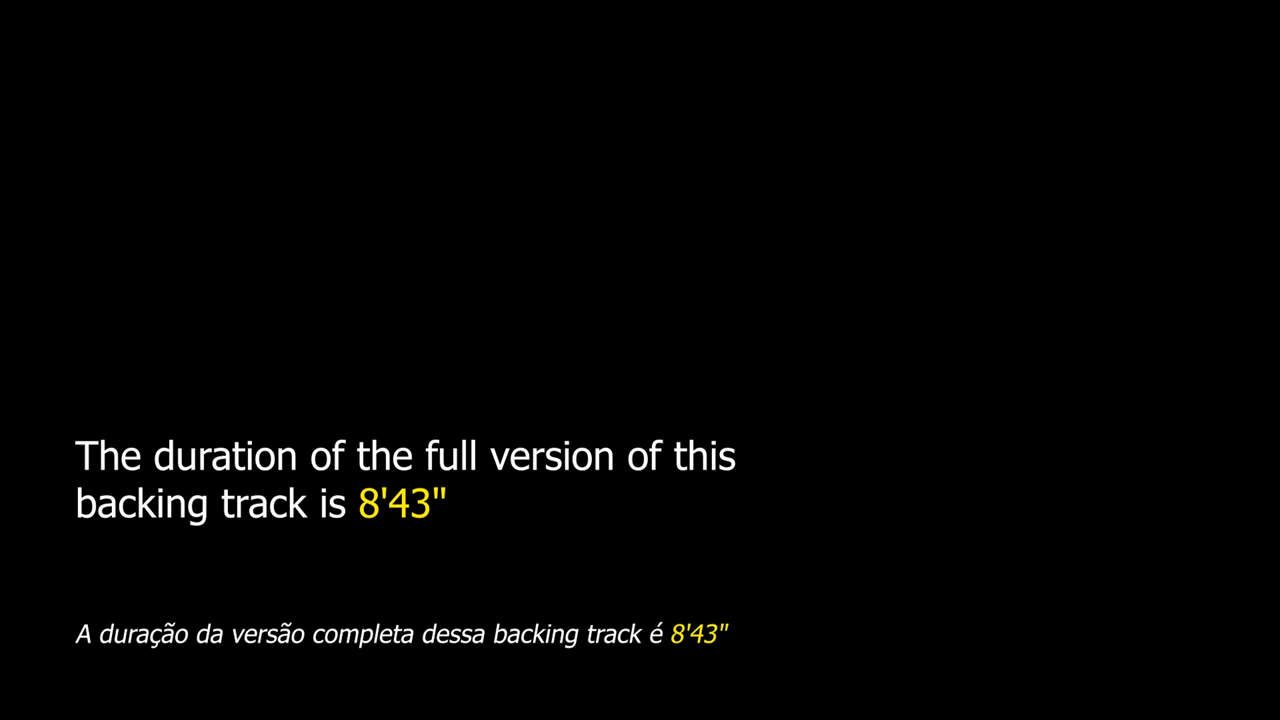 The duration of the full version of this
backing track is 8'43"
A duração da versão completa dessa backing track é 8'43"